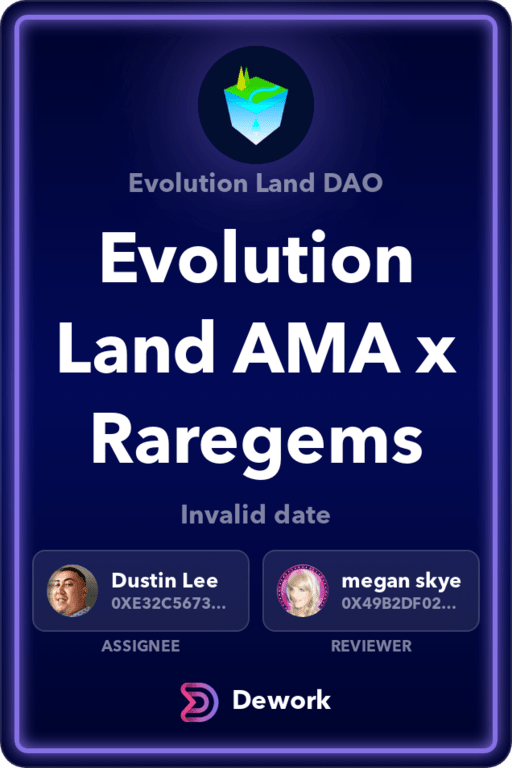 Evolution Land DAO
Evolution
Land AMA x
Raregems
Invalid date
Dustin Lee
0XE32C5673...
ASSIGNEE
megan skye
0X49B2DF02...
REVIEWER
Dework